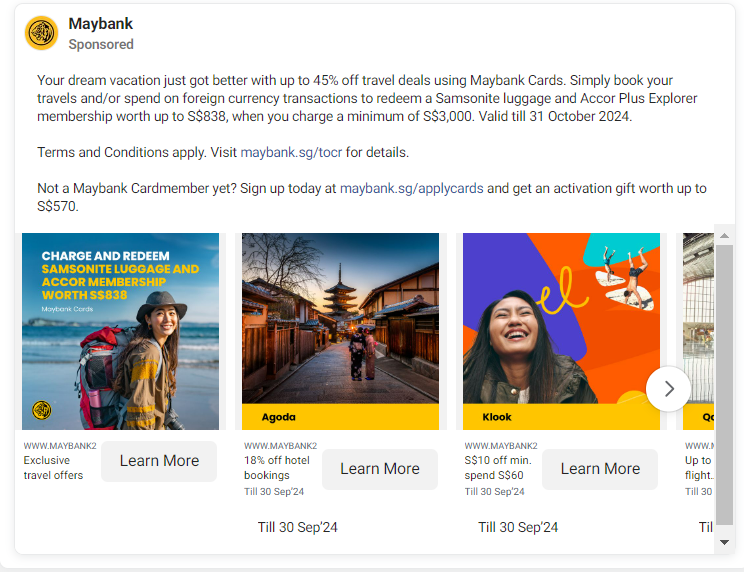 Maybank
Sponsored
Your dream vacation just got better with up to 45% off travel deals using Maybank Cards. Simply book your
travels and/or spend on foreign currency transactions to redeem a Samsonite luggage and Accor Plus Explorer
membership worth up to S$838, when you charge a minimum of S$3,000. Valid till 31 October 2024.
Terms and Conditions apply. Visit maybank.sg/tocr for details.
Not a Maybank Cardmember yet? Sign up today at maybank.sg/applycards and get an activation gift worth up to
S$570.
CHARGE AND REDEEM
SAMSONITE LUGGAGE AND
ACCOR MEMBERSHIP
WORTH S$838
Maybank Cards
WWW.MAYBANK2
Exclusive
travel offers
Learn More
Agoda
WWW.MAYBANK2
18% off hotel
bookings
Till 30 Sep'24
Learn More
Till 30 Sep'24
el
Klook
WWW.MAYBANK2
S$10 off min.
spend S$60
Till 30 Sep'24
Learn More
Till 30 Sep'24
WWW.
Up to
flight..
Till 30
Til